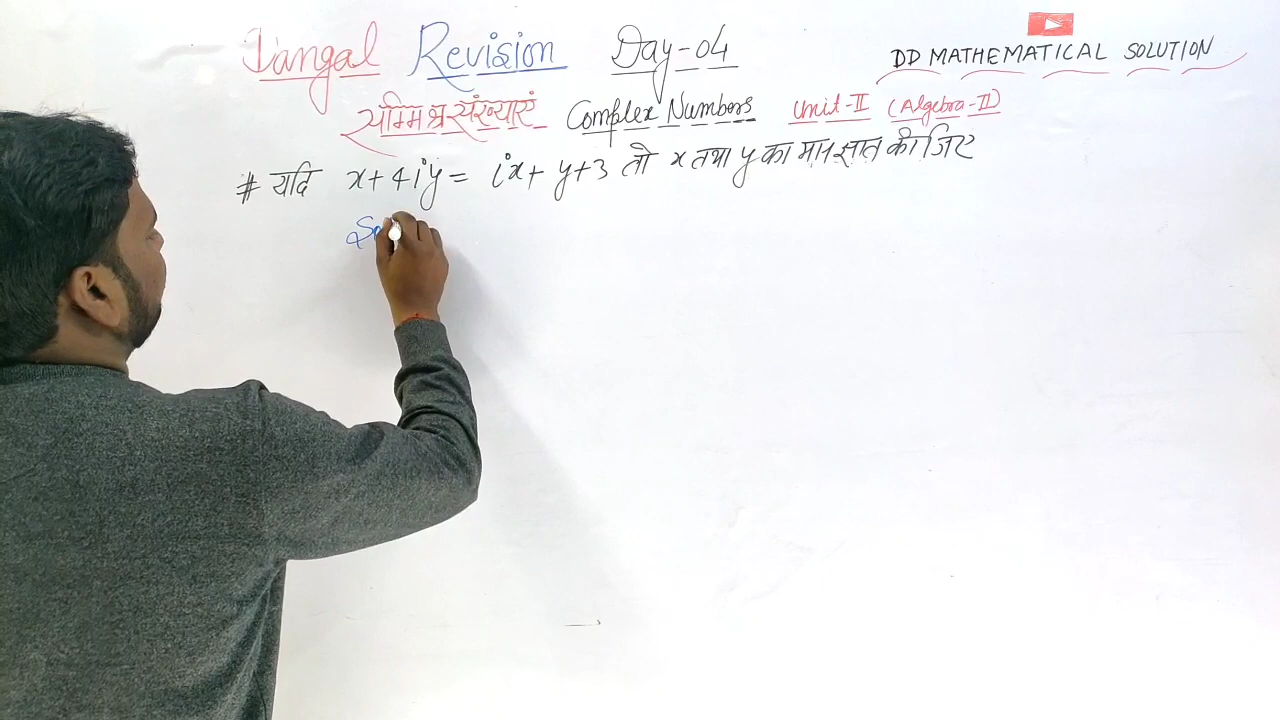 Jangal Revision Day-04
DD MATHEMATICAL SOLUTION
सम्मिश्र संख्याएं Complex Numbers Unit-II (Algebra-II)
# यदि x+4iy = ix+y+3 तो x तथा y का मान ज्ञात कीजिए
So